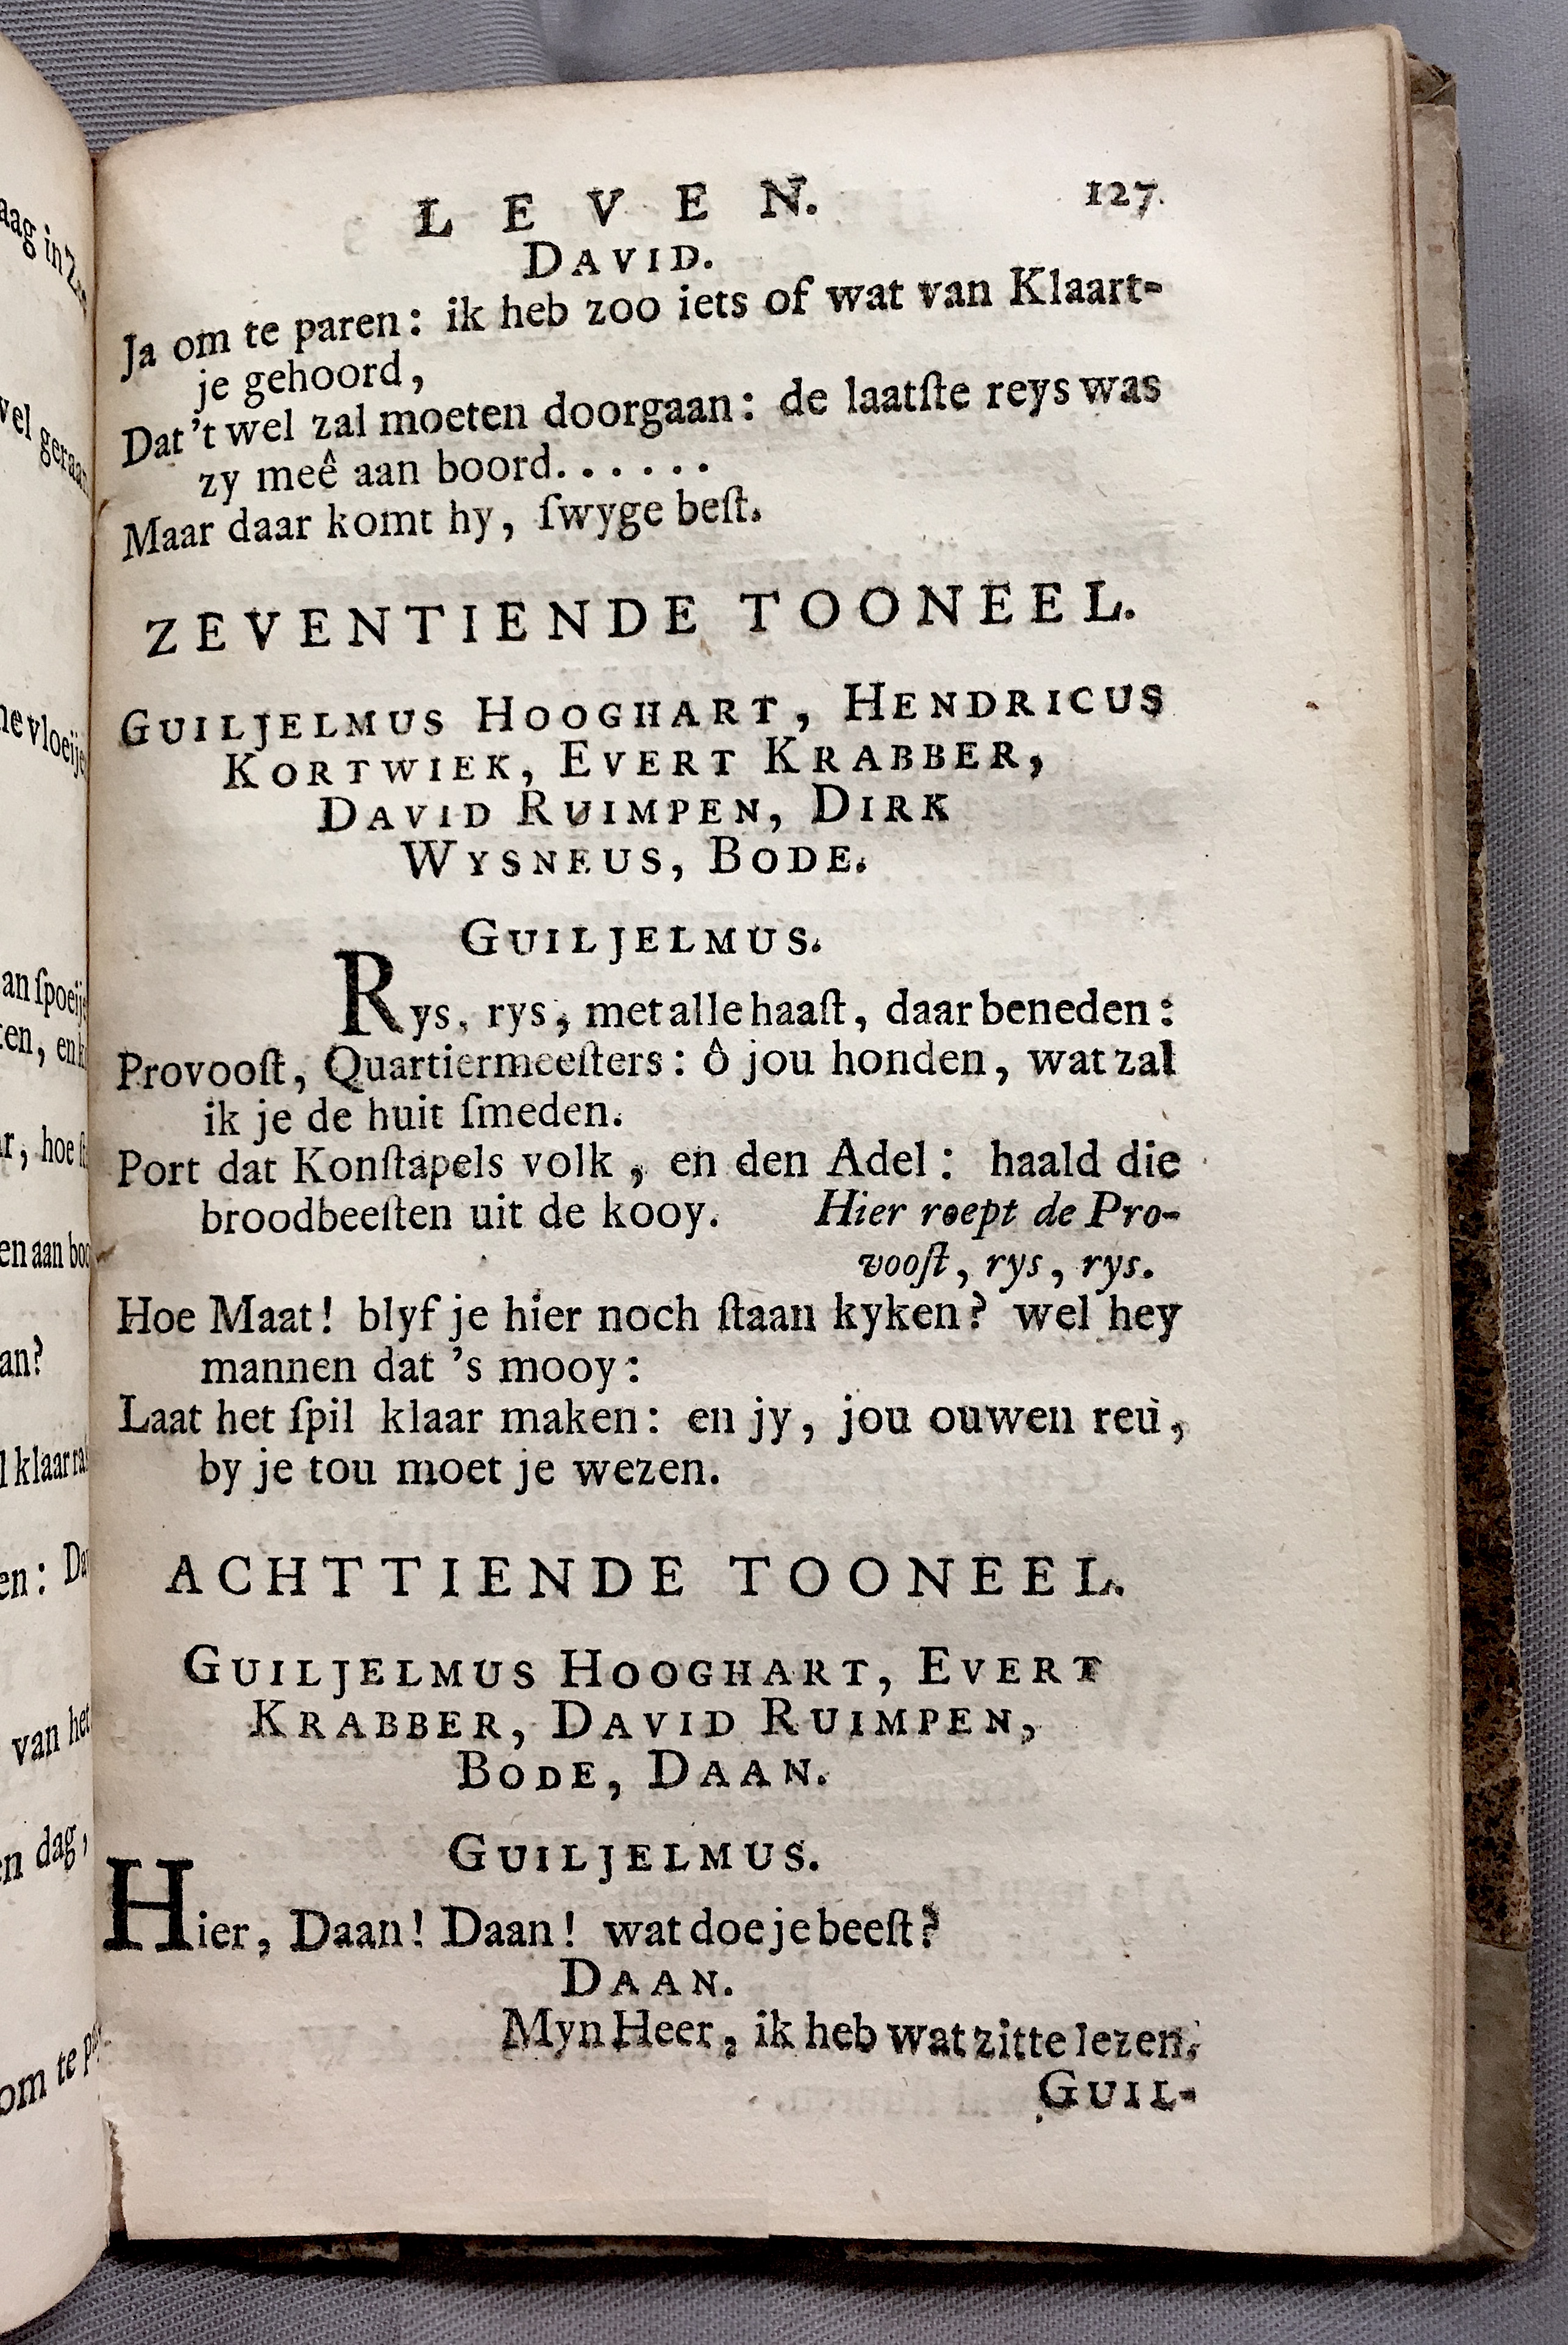 LEVEN. 127.
DAVID.
Ja om te paren: ik heb zoo iets of wat van Klaart-
je gehoord,
Dat 't wel zal moeten doorgaan: de laatſte reys was
zy meê aan boord. . . . . . .
Maar daar komt hy, ſwyge beſt.
ZEVENTIENDE TOONEEL.
GUILJELMUS HOOGHART, HENDRICUS
KORTWIEK, EVERT KRABBER,
DAVID RUIMPEN, DIRK
WYSNEUS, BODE.
GUILJELMUS.
Rys, rys, met alle haaſt, daar beneden:
Provooſt, Quartiermeeſters: ô jou honden, wat zal
ik je de huit ſmeden.
Port dat Konſtapels volk, en den Adel: haald die
broodbeeſten uit de kooy. Hier roept de Pro-
vooſt, rys, rys.
Hoe Maat! blyf je hier noch ſtaan kyken? wel hey
mannen dat 's mooy:
Laat het ſpil klaar maken: en jy, jou ouwen reu,
by je tou moet je wezen.
ACHTTIENDE TOONEEL.
GUILJELMUS HOOGHART, EVERT
KRABBER, DAVID RUIMPEN,
BODE, DAAN.
GUILJELMUS.
Hier, Daan! Daan! wat doe je beeſt?
DAAN.
Myn Heer, ik heb wat zitte lezen.
GUIL-